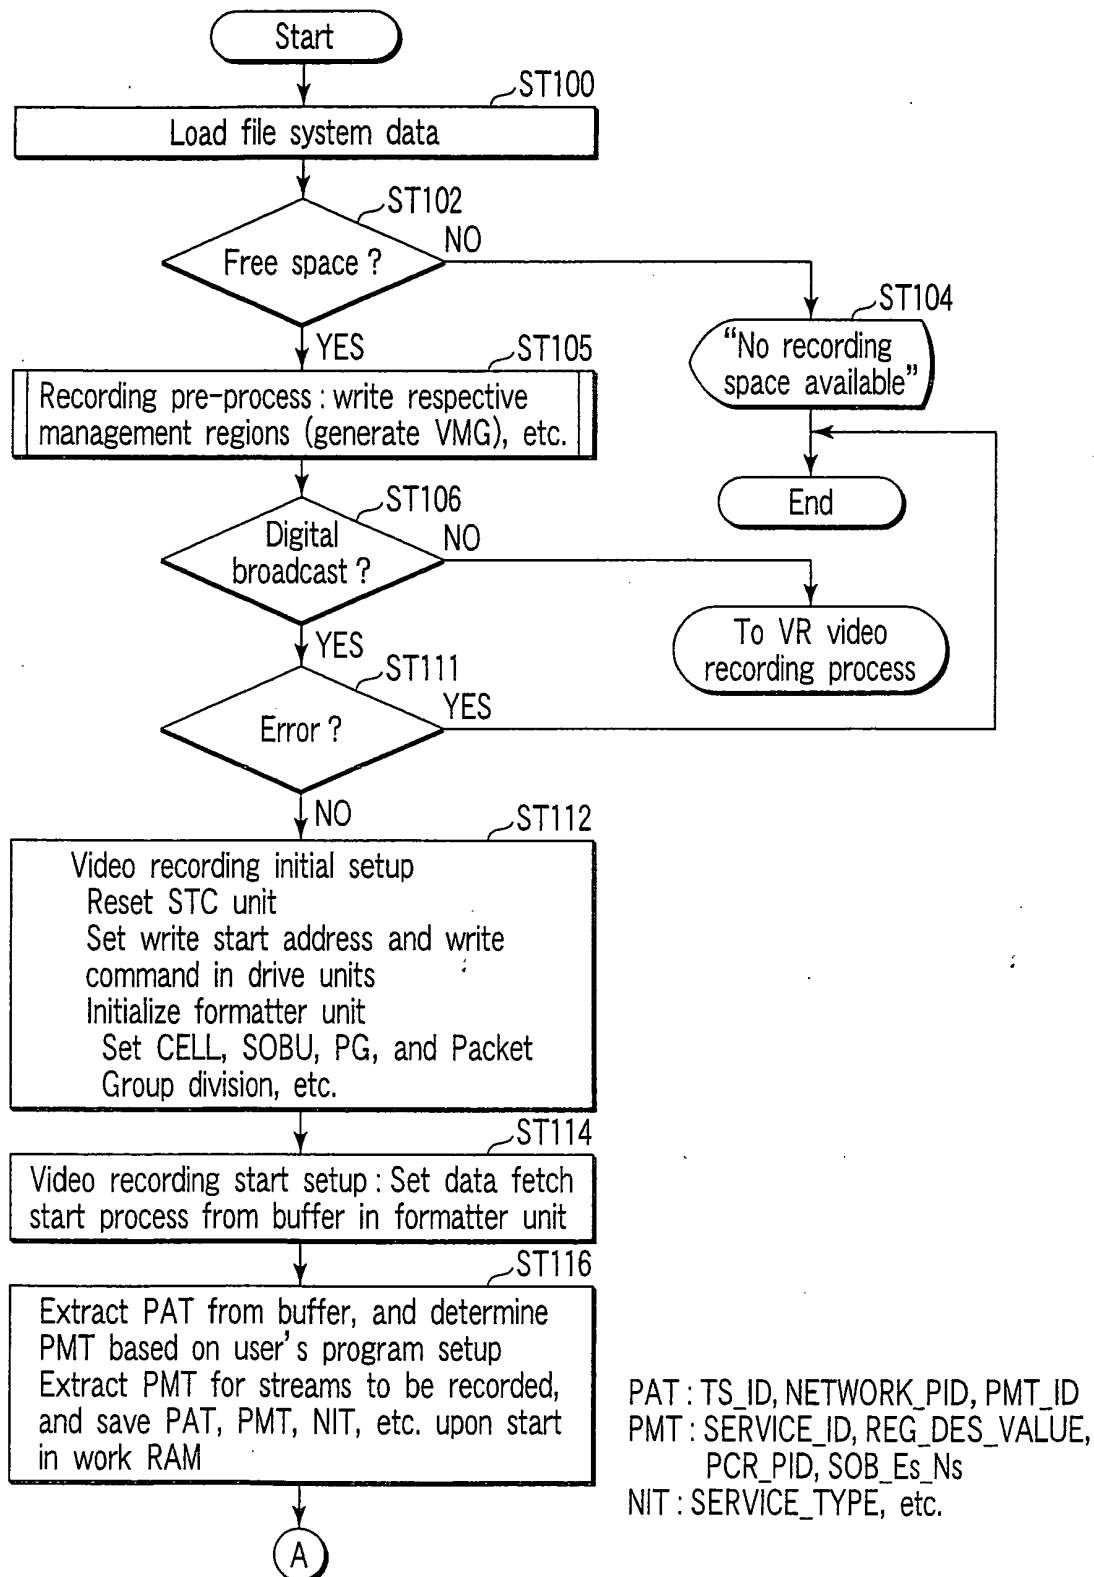 Start
ST100
Load file system data
ST102
Free space ?
NO
ST104
“No recording
space available”
YES
ST105
Recording pre-process : write respective
management regions (generate VMG), etc.
End
ST106
Digital
broadcast ?
NO
To VR video
recording process
YES
ST111
Error ?
YES
NO
ST112
Video recording initial setup
Reset STC unit
Set write start address and write
command in drive units
Initialize formatter unit
Set CELL, SOBU, PG, and Packet
Group division, etc.
ST114
Video recording start setup : Set data fetch
start process from buffer in formatter unit
ST116
Extract PAT from buffer, and determine
PMT based on user's program setup
Extract PMT for streams to be recorded,
and save PAT, PMT, NIT, etc. upon start
in work RAM
PAT : TS_ID, NETWORK_PID, PMT_ID
PMT : SERVICE_ID, REG_DES_VALUE,
PCR_PID, SOB_Es_Ns
NIT : SERVICE_TYPE, etc.
A